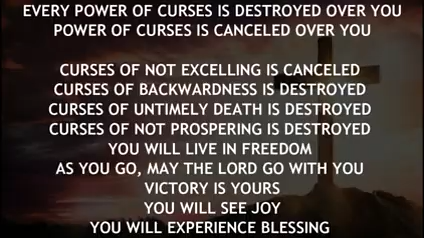 EVERY POWER OF CURSES IS DESTROYED OVER YOU
POWER OF CURSES IS CANCELED OVER YOU
CURSES OF NOT EXCELLING IS CANCELED
CURSES OF BACKWARDNESS IS DESTROYED
CURSES OF UNTIMELY DEATH IS DESTROYED
CURSES OF NOT PROSPERING IS DESTROYED
YOU WILL LIVE IN FREEDOM
AS YOU GO, MAY THE LORD GO WITH YOU
VICTORY IS YOURS
YOU WILL SEE JOY
YOU WILL EXPERIENCE BLESSING